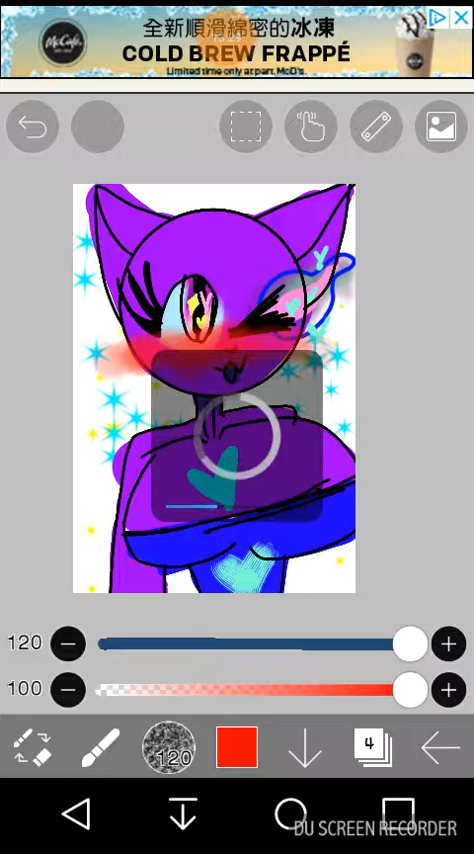 McCafé
全新順滑綿密的冰凍
COLD BREW FRAPPÉ
Limited time only at part. McD's.
120
100
120
4
DU SCREEN RECORDER